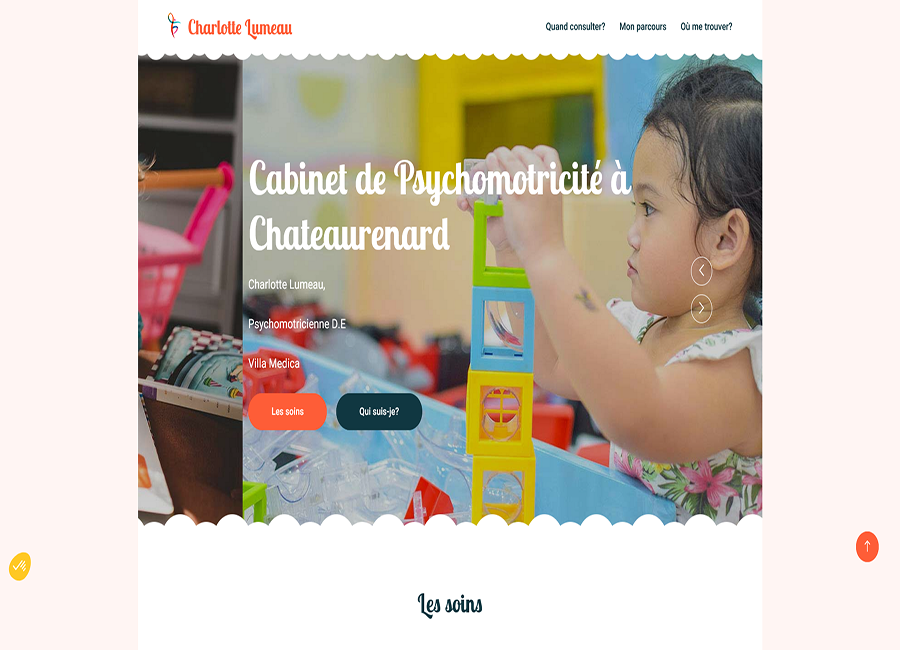 Charlotte Lumeau
Quand consulter? Mon parcours Où me trouver?
Cabinet de Psychomotricité à
Chateaurenard
Charlotte Lumeau,
Psychomotricienne D.E
Villa Medica
Les soins Qui suis-je?
Les soins